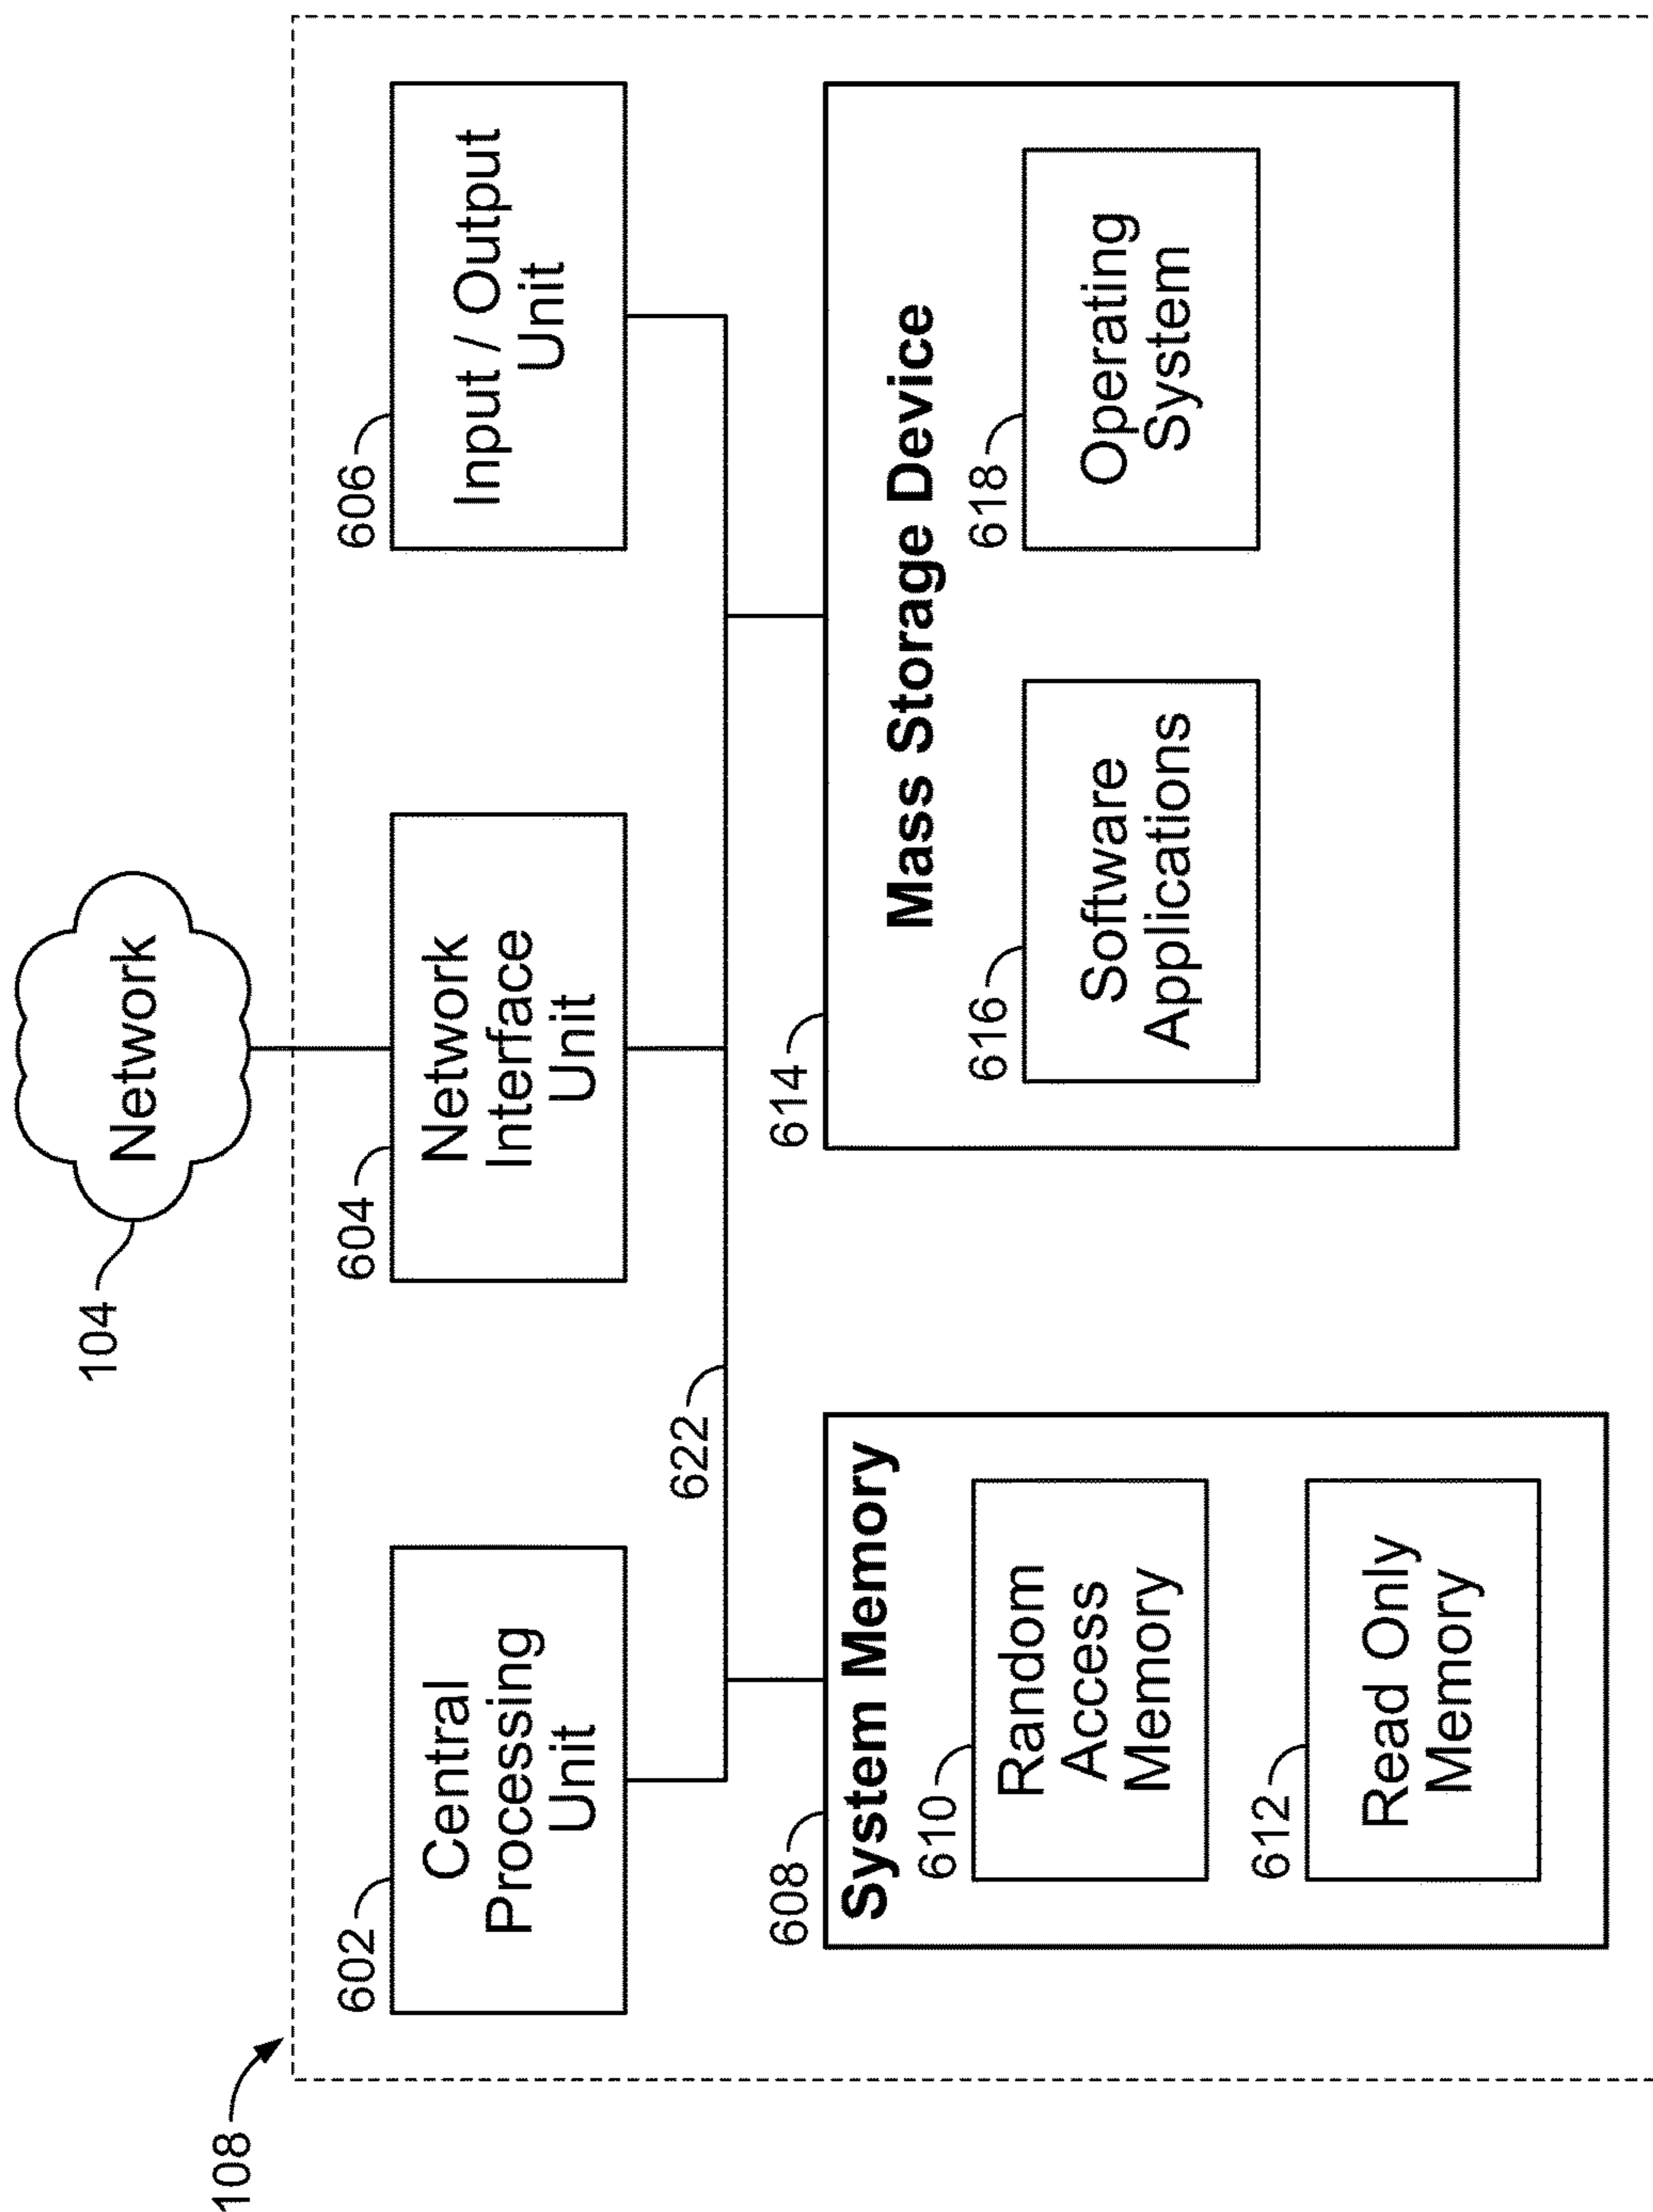 108
104
Network
602
Central
Processing
Unit
604
Network
Interface
Unit
606
Input / Output
Unit
622
608
System Memory
610
Random
Access
Memory
612
Read Only
Memory
614
Mass Storage Device
616
Software
Applications
618
Operating
System